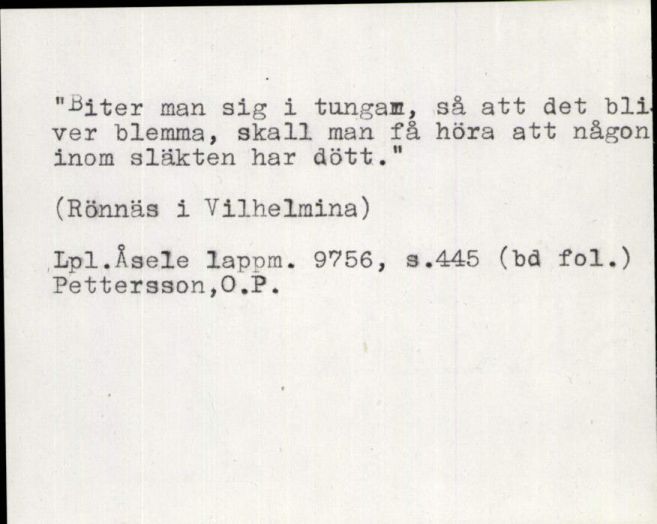 "Biter man sig i tungan, så att det bli-
ver blemma, skall man få höra att någon
inom släkten har dött."
(Rönnäs i Vilhelmina)
Lpl.Åsele lappm. 9756, s.445 (bd fol.)
Pettersson,O.P.